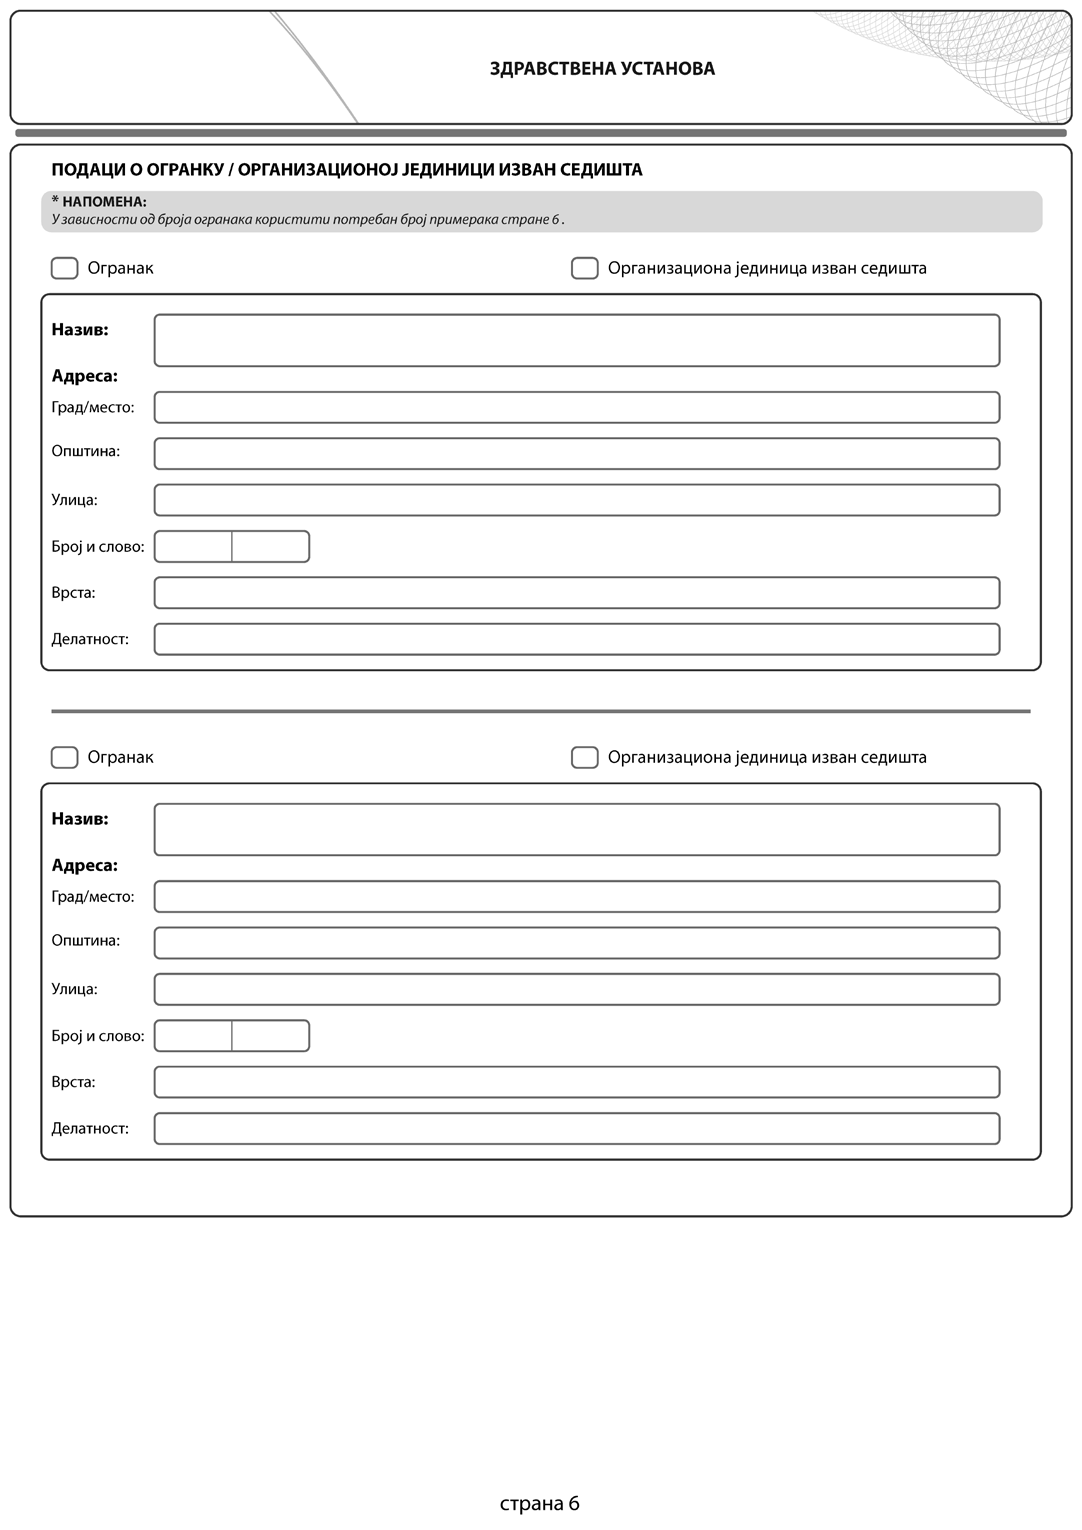 ЗДРАВСТВЕНА УСТАНОВА
ПОДАЦИ О ОГРАНКУ / ОРГАНИЗАЦИОНОЈ ЈЕДИНИЦИ ИЗВАН СЕДИШТА
* НАПОМЕНА:
У зависности од броја огранака користити потребан број примерака стране 6 .
Огранак
Организациона јединица изван седишта
Назив:
Адреса:
Град/место:
Општина:
Улица:
Број и слово:
Врста:
Делатност:
Огранак
Организациона јединица изван седишта
Назив:
Адреса:
Град/место:
Општина:
Улица:
Број и слово:
Врста:
Делатност:
страна 6